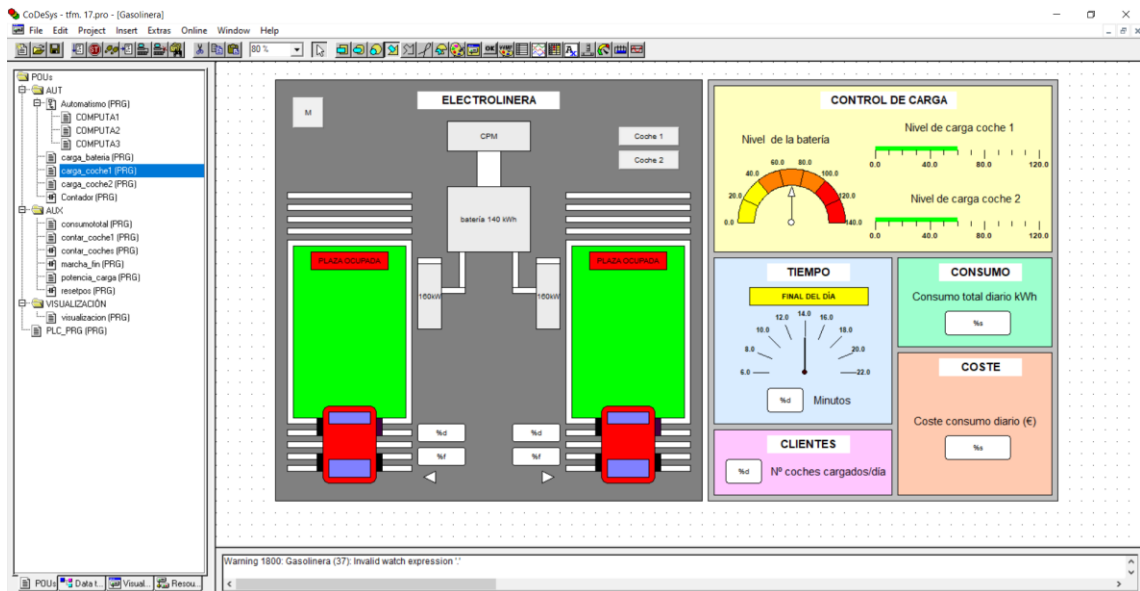 CoDeSys - tfm. 17.pro - [Gasolinera]
File Edit Project Insert Extras Online Window Help
80 %
POUs
AUT
Automatismo (PRG)
COMPUTA1
COMPUTA2
COMPUTA3
carga_bateria (PRG)
carga_coche1 (PRG)
carga_coche2 (PRG)
Contador (PRG)
AUX
consumototal (PRG)
contar_coche1 (PRG)
contar_coches (PRG)
marcha_fin (PRG)
potencia_carga (PRG)
resetpos (PRG)
VISUALIZACIÓN
visualizacion (PRG)
PLC_PRG (PRG)
POUs Data t... Visual... Resou...
ELECTROLINERA
M
CPM
Coche 1
Coche 2
batería 140 kWh
PLAZA OCUPADA
PLAZA OCUPADA
160kW
160kW
%d
%d
%f
%f
CONTROL DE CARGA
Nivel de la batería
0.0 20.0 40.0 60.0 80.0 100.0 120.0 140.0
Nivel de carga coche 1
0.0 40.0 80.0 120.0
Nivel de carga coche 2
0.0 40.0 80.0 120.0
TIEMPO
FINAL DEL DÍA
6.0 8.0 10.0 12.0 14.0 16.0 18.0 20.0 22.0
%d Minutos
CLIENTES
%d Nº coches cargados/día
CONSUMO
Consumo total diario kWh
%s
COSTE
Coste consumo diario (€)
%s
Warning 1800: Gasolinera (37): Invalid watch expression '.'